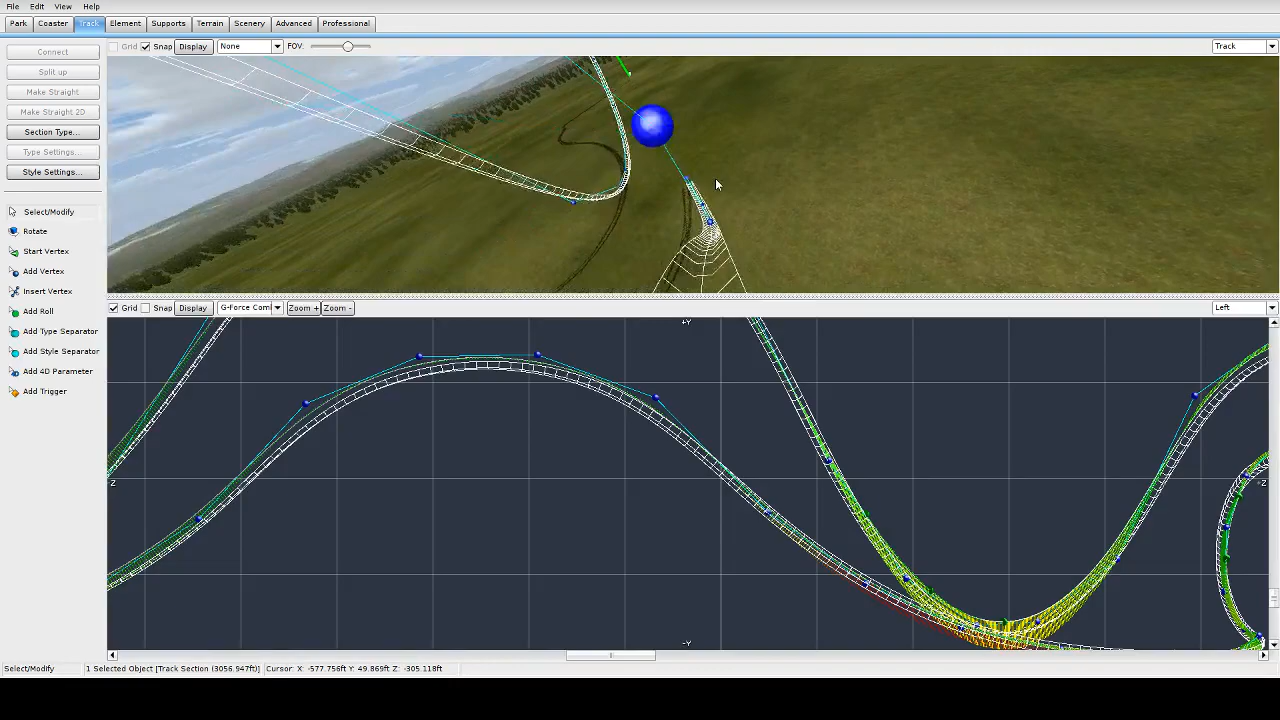 File Edit View Help
Park Coaster Track Element Supports Terrain Scenery Advanced Professional
Connect
Split up
Make Straight
Make Straight 2D
Section Type...
Type Settings...
Style Settings...
Select/Modify
Rotate
Start Vertex
Add Vertex
Insert Vertex
Add Roll
Add Type Separator
Add Style Separator
Add 4D Parameter
Add Trigger
Grid Snap Display None FOV. Track
Grid Snap Display G-Force Com Zoom + Zoom - Left
+Y
-Z
+Z
-Y
Select/Modify 1 Selected Object [Track Section (3056.947ft)] Cursor: X: -577.756ft Y: 49.869ft Z: -305.118ft